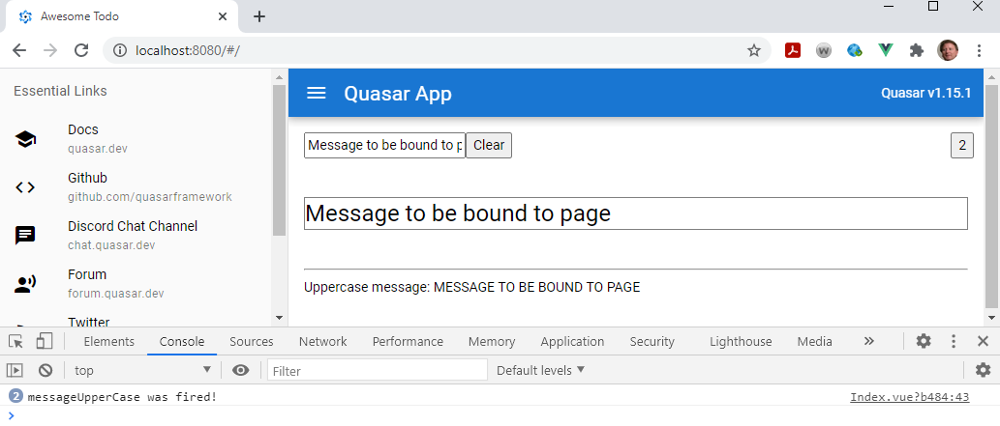 Awesome Todo
localhost:8080/#/
Essential Links
Docs
quasar.dev
Github
github.com/quasarframework
Discord Chat Channel
chat.quasar.dev
Forum
forum.quasar.dev
Twitter
Quasar App
Quasar v1.15.1
Message to be bound to p
Clear
2
Message to be bound to page
Uppercase message: MESSAGE TO BE BOUND TO PAGE
Elements Console Sources Network Performance Memory Application Security Lighthouse Media
top Filter Default levels
2 messageUpperCase was fired! Index.vue?b484:43